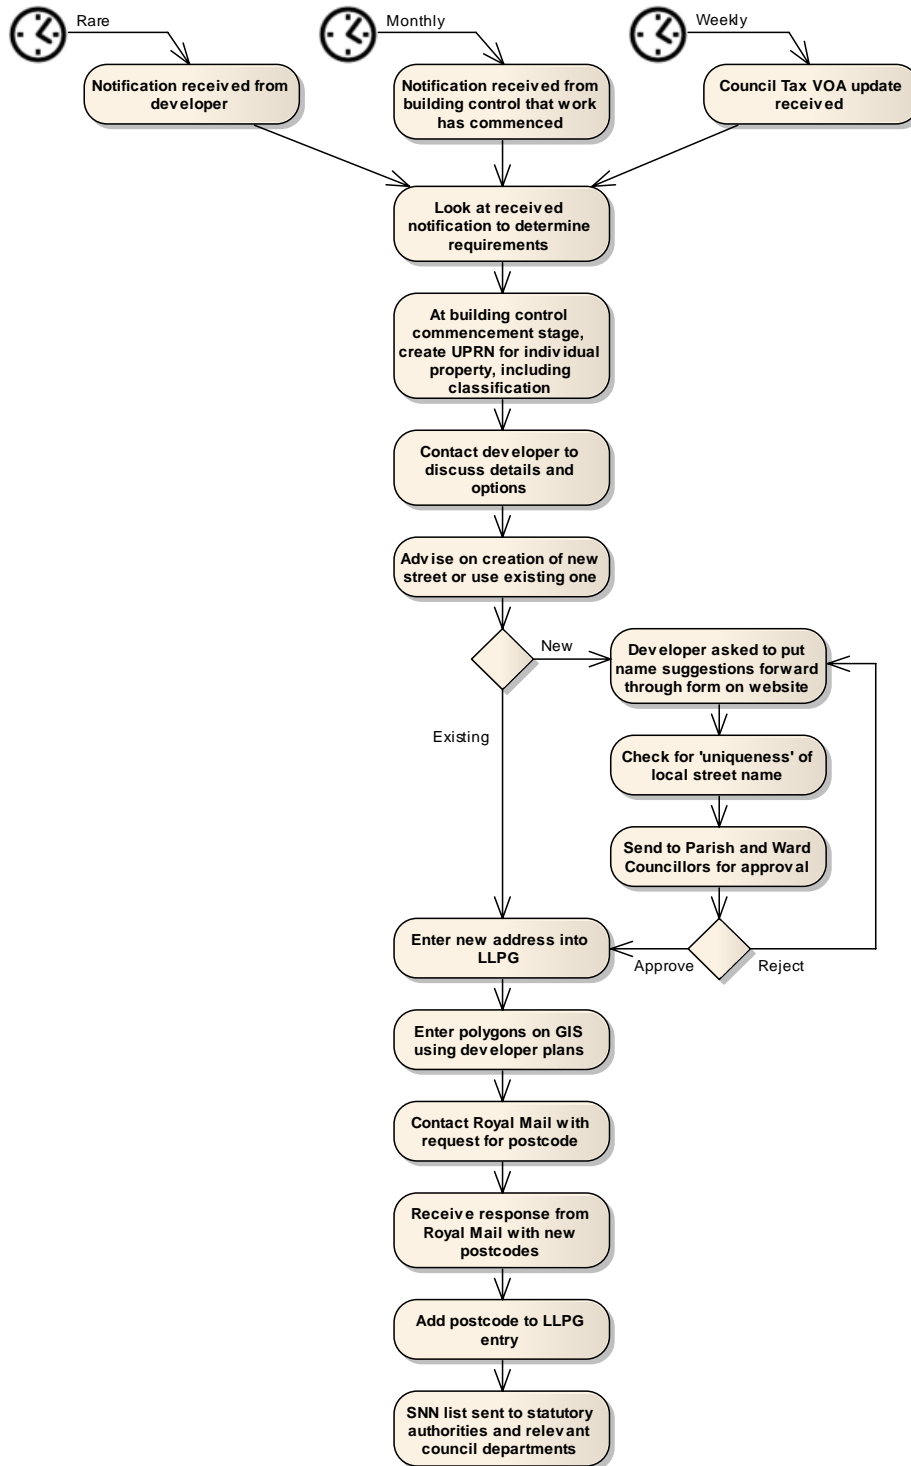 Rare
Monthly
Weekly
Notification received from
developer
Notification received from
building control that work
has commenced
Council Tax VOA update
received
Look at received
notification to determine
requirements
At building control
commencement stage,
create UPRN for individual
property, including
classification
Contact developer to
discuss details and
options
Advise on creation of new
street or use existing one
New
Developer asked to put
name suggestions forward
through form on website
Existing
Check for 'uniqueness' of
local street name
Send to Parish and Ward
Councillors for approval
Enter new address into
LLPG
Approve
Reject
Enter polygons on GIS
using developer plans
Contact Royal Mail with
request for postcode
Receive response from
Royal Mail with new
postcodes
Add postcode to LLPG
entry
SNN list sent to statutory
authorities and relevant
council departments